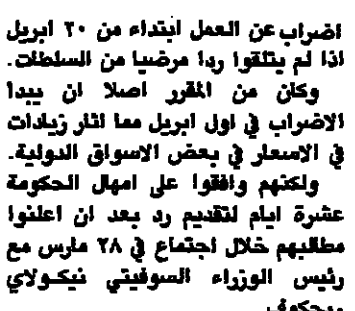 اضراب عن العمل ابتداء من ٢٠ ابريل
اذا لم يتلقوا ردا مرضيا من السلطات.
وكان من المقرر اصلا ان يبدا
الاضراب في اول ابريل مما اثار زيادات
في الاسعار في بعض الاسواق الدولية.
ولكنهم وافقوا على امهال الحكومة
عشرة ايام لتقديم رد بعد ان اعلنوا
مطالبهم خلال اجتماع في ٢٨ مارس مع
رئيس الوزراء السوفيتي نيكولاي